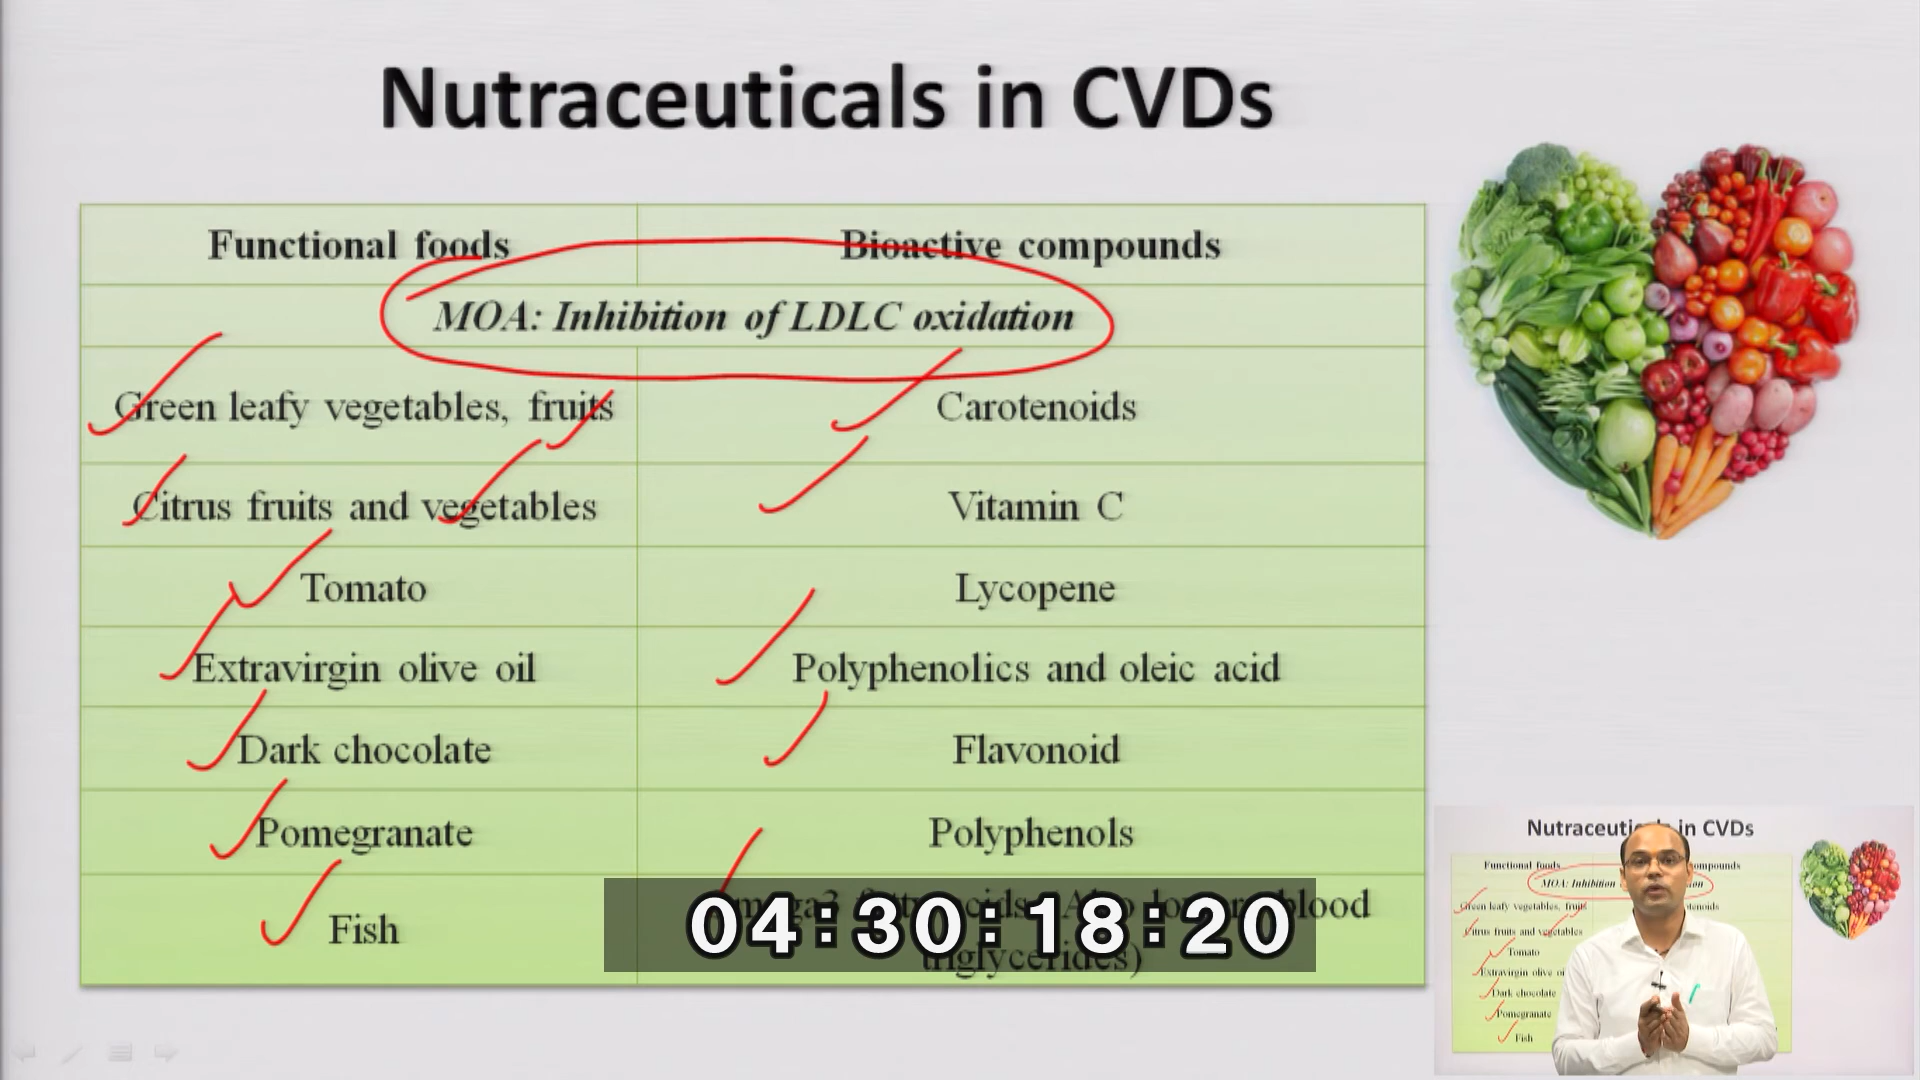 Nutraceuticals in CVDs
Functional foods Bioactive compounds
MOA: Inhibition of LDLC oxidation
Green leafy vegetables, fruits Carotenoids
Citrus fruits and vegetables Vitamin C
Tomato Lycopene
Extravirgin olive oil Polyphenolics and oleic acid
Dark chocolate Flavonoid
Pomegranate Polyphenols
Fish blood
triglycerides)
04:30:18:20
Nutraceuticals in CVDs
Functional foods
MOA: Inhibition
Green leafy vegetables, fruits
Citrus fruits and vegetables
Tomato
Extravirgin olive
Dark chocolate
Pomegranate
Fish